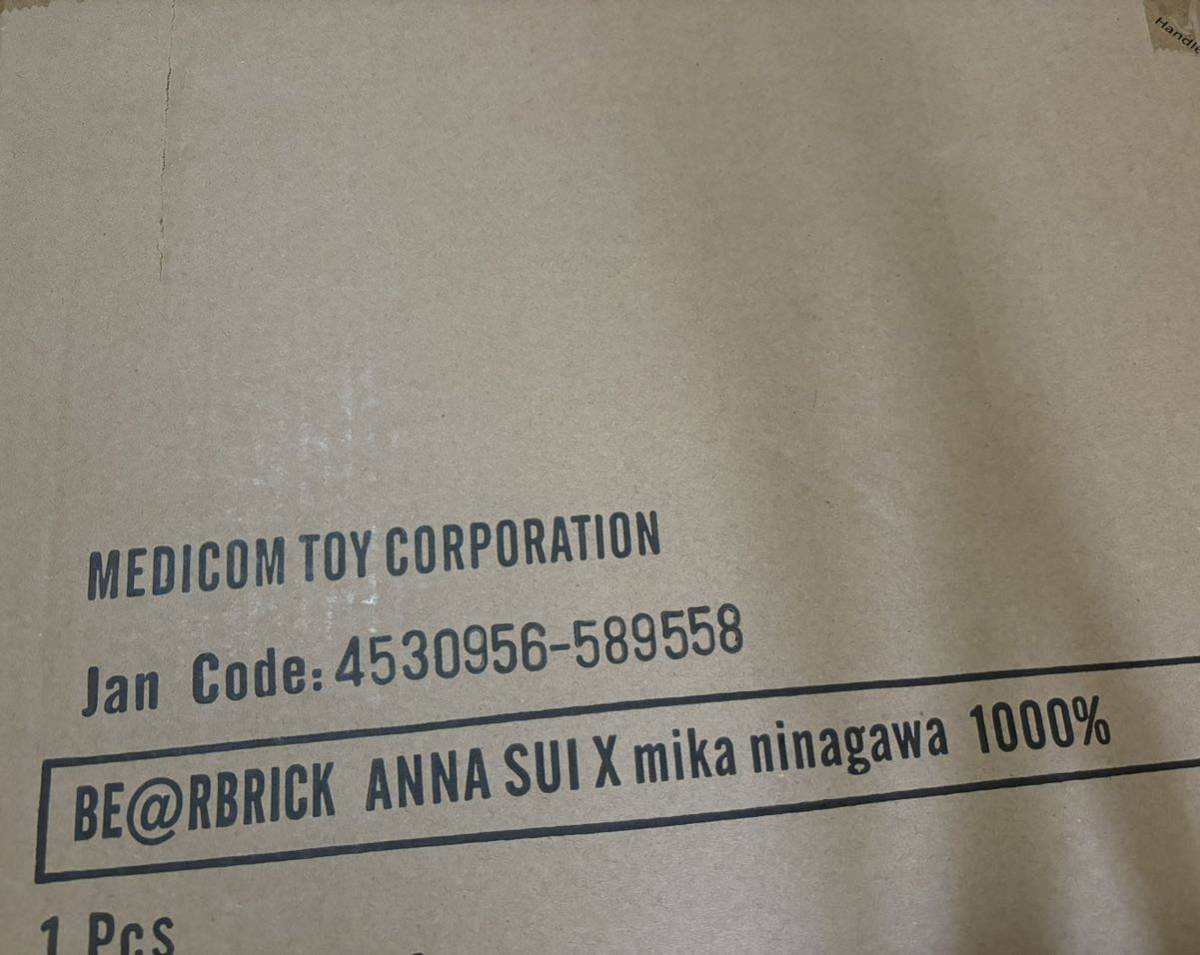 MEDICOM TOY CORPORATION
Jan Code: 4530956-589558
BE@RBRICK ANNA SUI X mika ninagawa 1000%
1 Pcs